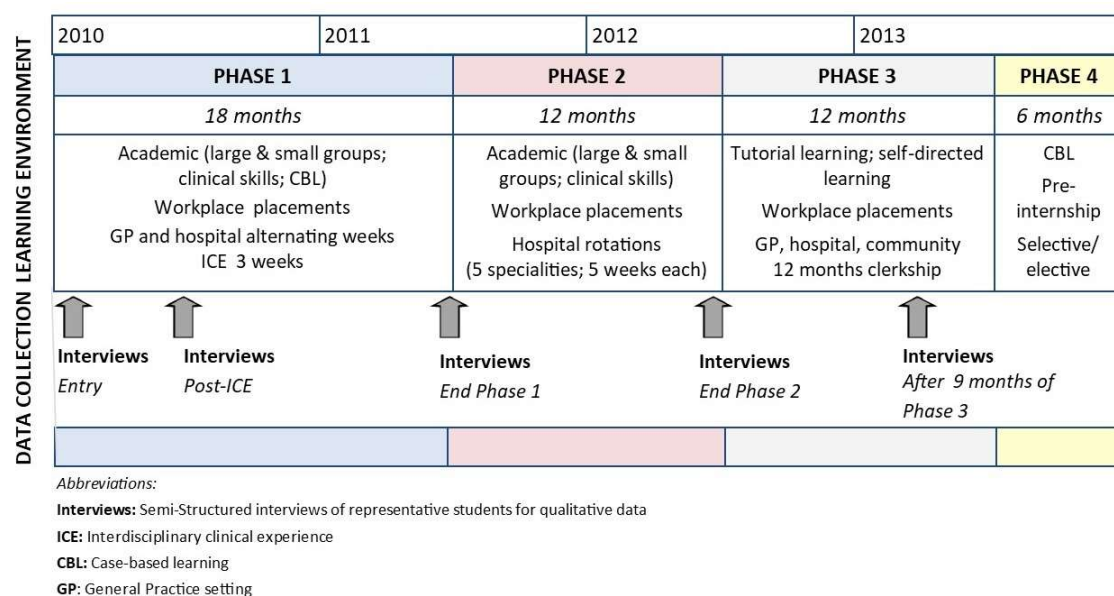 DATA COLLECTION LEARNING ENVIRONMENT
2010 2011 2012 2013
PHASE 1 PHASE 2 PHASE 3 PHASE 4
18 months 12 months 12 months 6 months
Academic (large & small groups;
clinical skills; CBL)
Workplace placements
GP and hospital alternating weeks
ICE 3 weeks
Academic (large & small
groups; clinical skills)
Workplace placements
Hospital rotations
(5 specialities; 5 weeks each)
Tutorial learning; self-directed
learning
Workplace placements
GP, hospital, community
12 months clerkship
CBL
Pre-
internship
Selective/
elective
Interviews
Entry
Interviews
Post-ICE
Interviews
End Phase 1
Interviews
End Phase 2
Interviews
After 9 months of
Phase 3
Abbreviations:
Interviews: Semi-Structured interviews of representative students for qualitative data
ICE: Interdisciplinary clinical experience
CBL: Case-based learning
GP: General Practice setting